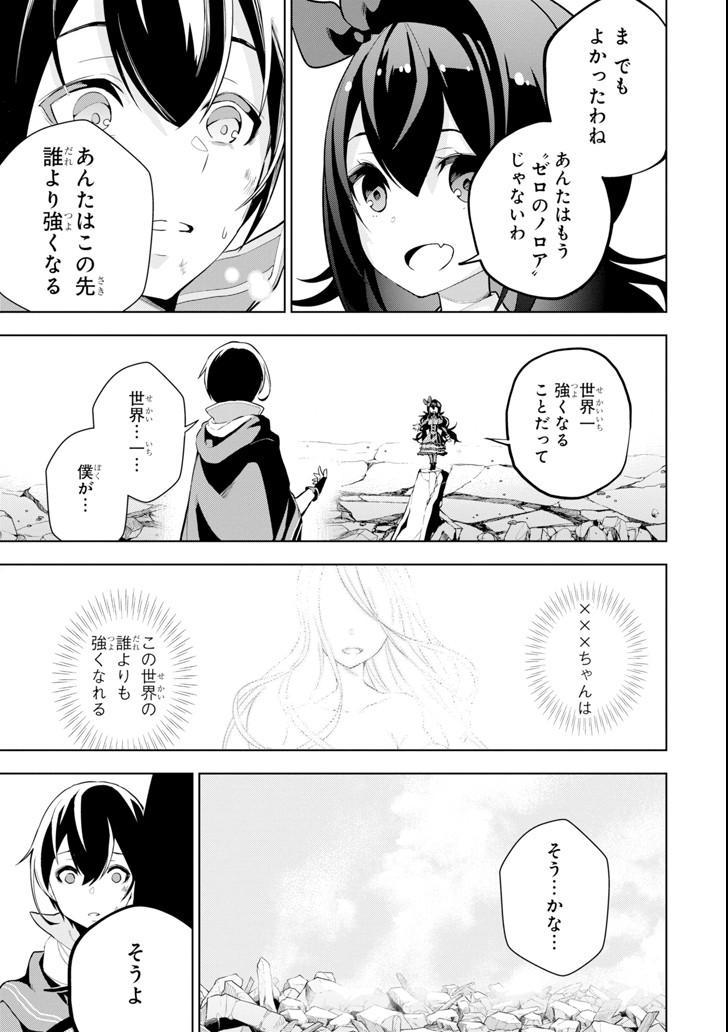 までも
よかったわね
あんたはもう
〝ゼロのノロア〟
じゃないわ
あんたはこの先
誰より強くなる
世界一
強くなる
ことだって
世界…一…
僕が…
×××ちゃんは
この世界の
誰よりも
強くなれる
そう…かな…
そうよ